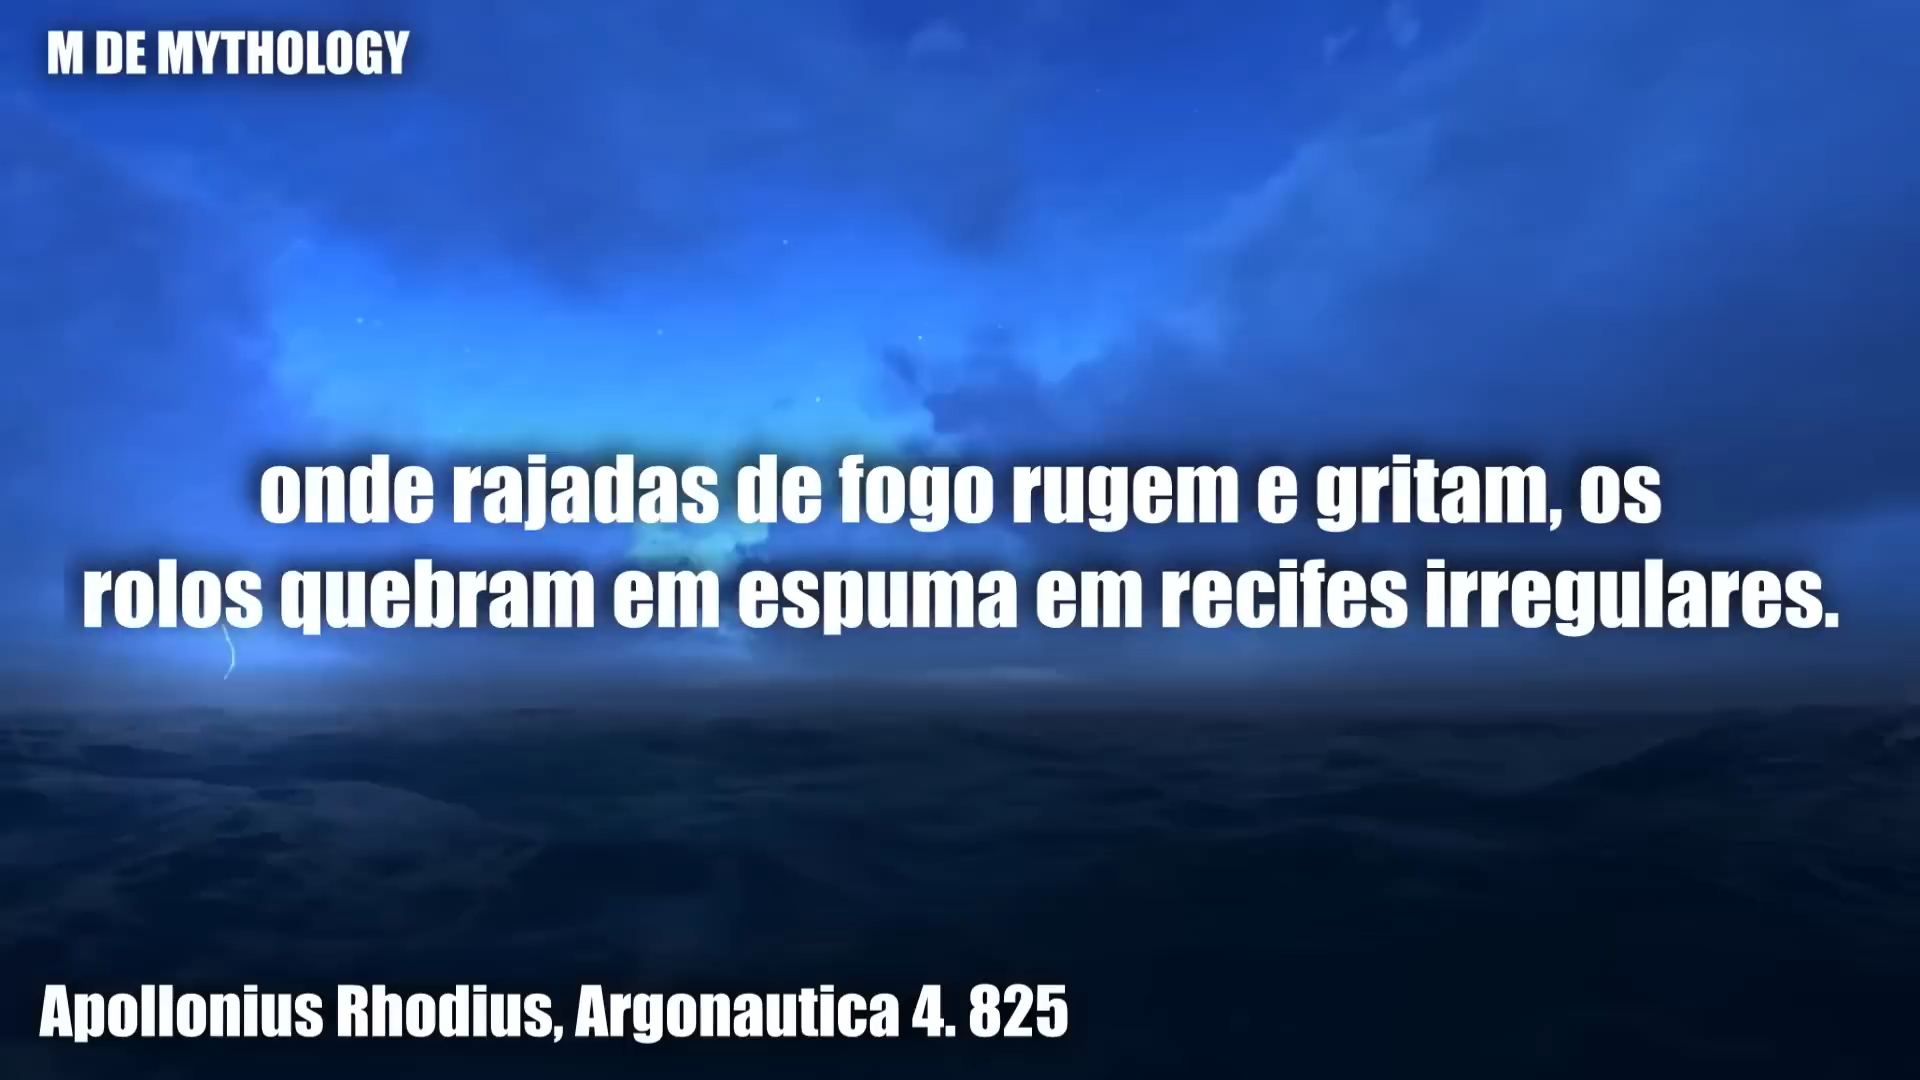 M DE MYTHOLOGY
onde rajadas de fogo rugem e gritam, os
rolos quebram em espuma em recifes irregulares.
Apollonius Rhodius, Argonautica 4. 825